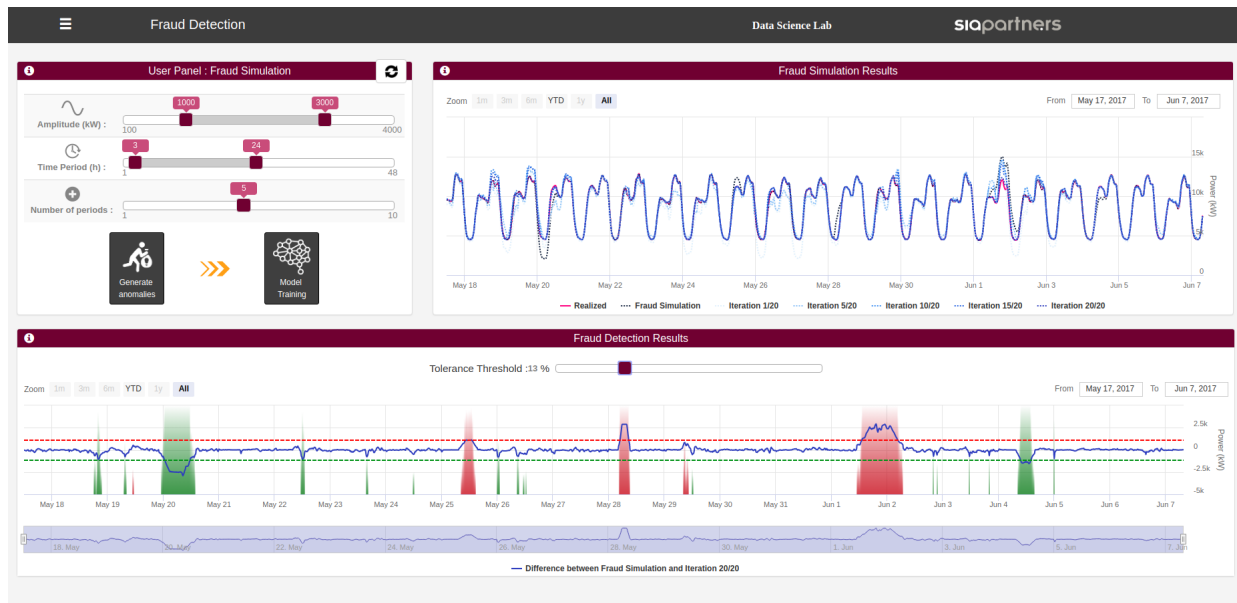 Fraud Detection
Data Science Lab
sıapartners
User Panel : Fraud Simulation
Amplitude (kW) :
1000
3000
100
4000
Time Period (h) :
3
24
1
48
Number of periods :
5
1
10
Generate
anomalies
Model
Training
Fraud Simulation Results
Zoom 1m 3m 6m YTD 1y All
From May 17, 2017 To Jun 7, 2017
15k
10k
5k
0
Power (kW)
May 18 May 20 May 22 May 24 May 26 May 28 May 30 Jun 1 Jun 3 Jun 5 Jun 7
Realized Fraud Simulation Iteration 1/20 Iteration 5/20 Iteration 10/20 Iteration 15/20 Iteration 20/20
Fraud Detection Results
Tolerance Threshold :13 %
Zoom 1m 3m 6m YTD 1y All
From May 17, 2017 To Jun 7, 2017
2.5k
0
-2.5k
-5k
Power (kW)
May 18 May 19 May 20 May 21 May 22 May 23 May 24 May 25 May 26 May 27 May 28 May 29 May 30 May 31 Jun 1 Jun 2 Jun 3 Jun 4 Jun 5 Jun 6 Jun 7
18. May 20. May 22. May 24. May 26. May 28. May 30. May 1. Jun 3. Jun 5. Jun 7. Jun
Difference between Fraud Simulation and Iteration 20/20